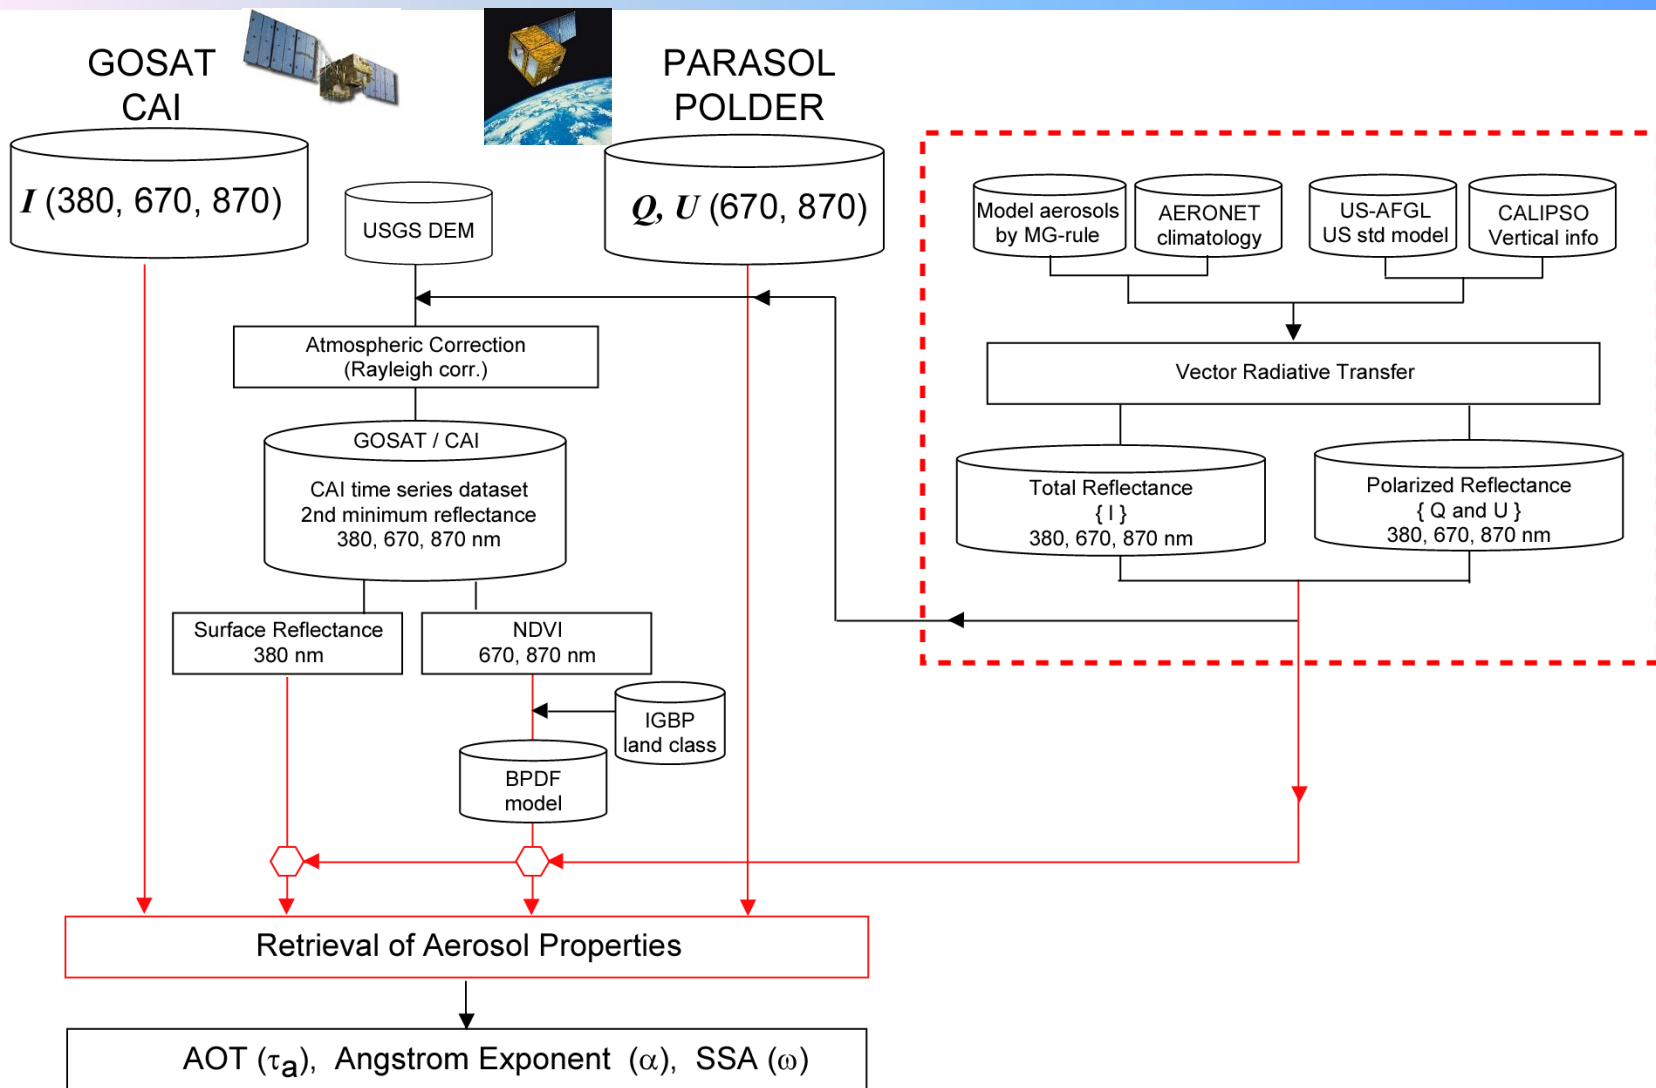 GOSAT
CAI
PARASOL
POLDER
I (380, 670, 870)
Q, U (670, 870)
USGS DEM
Model aerosols
by MG-rule
AERONET
climatology
US-AFGL
US std model
CALIPSO
Vertical info
Atmospheric Correction
(Rayleigh corr.)
Vector Radiative Transfer
GOSAT / CAI
CAI time series dataset
2nd minimum reflectance
380, 670, 870 nm
Total Reflectance
{ I }
380, 670, 870 nm
Polarized Reflectance
{ Q and U }
380, 670, 870 nm
Surface Reflectance
380 nm
NDVI
670, 870 nm
IGBP
land class
BPDF
model
Retrieval of Aerosol Properties
AOT (τa), Angstrom Exponent (α), SSA (ω)